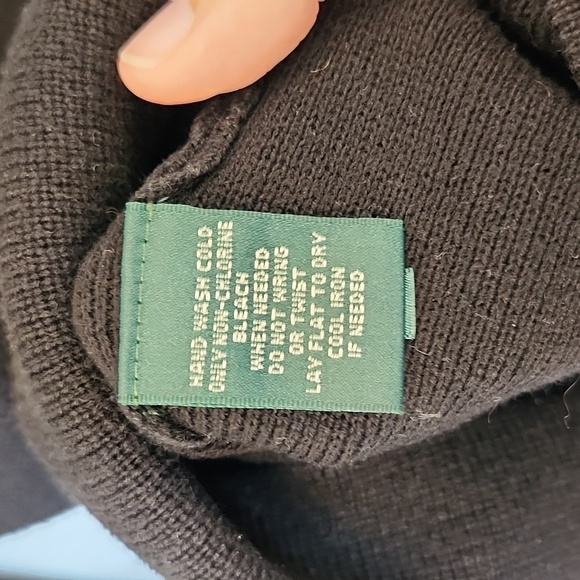 HAND WASH COLD
ONLY NON-CHLORINE
BLEACH
WHEN NEEDED
DO NOT WRING
OR TWIST
LAY FLAT TO DRY
COOL IRON
IF NEEDED